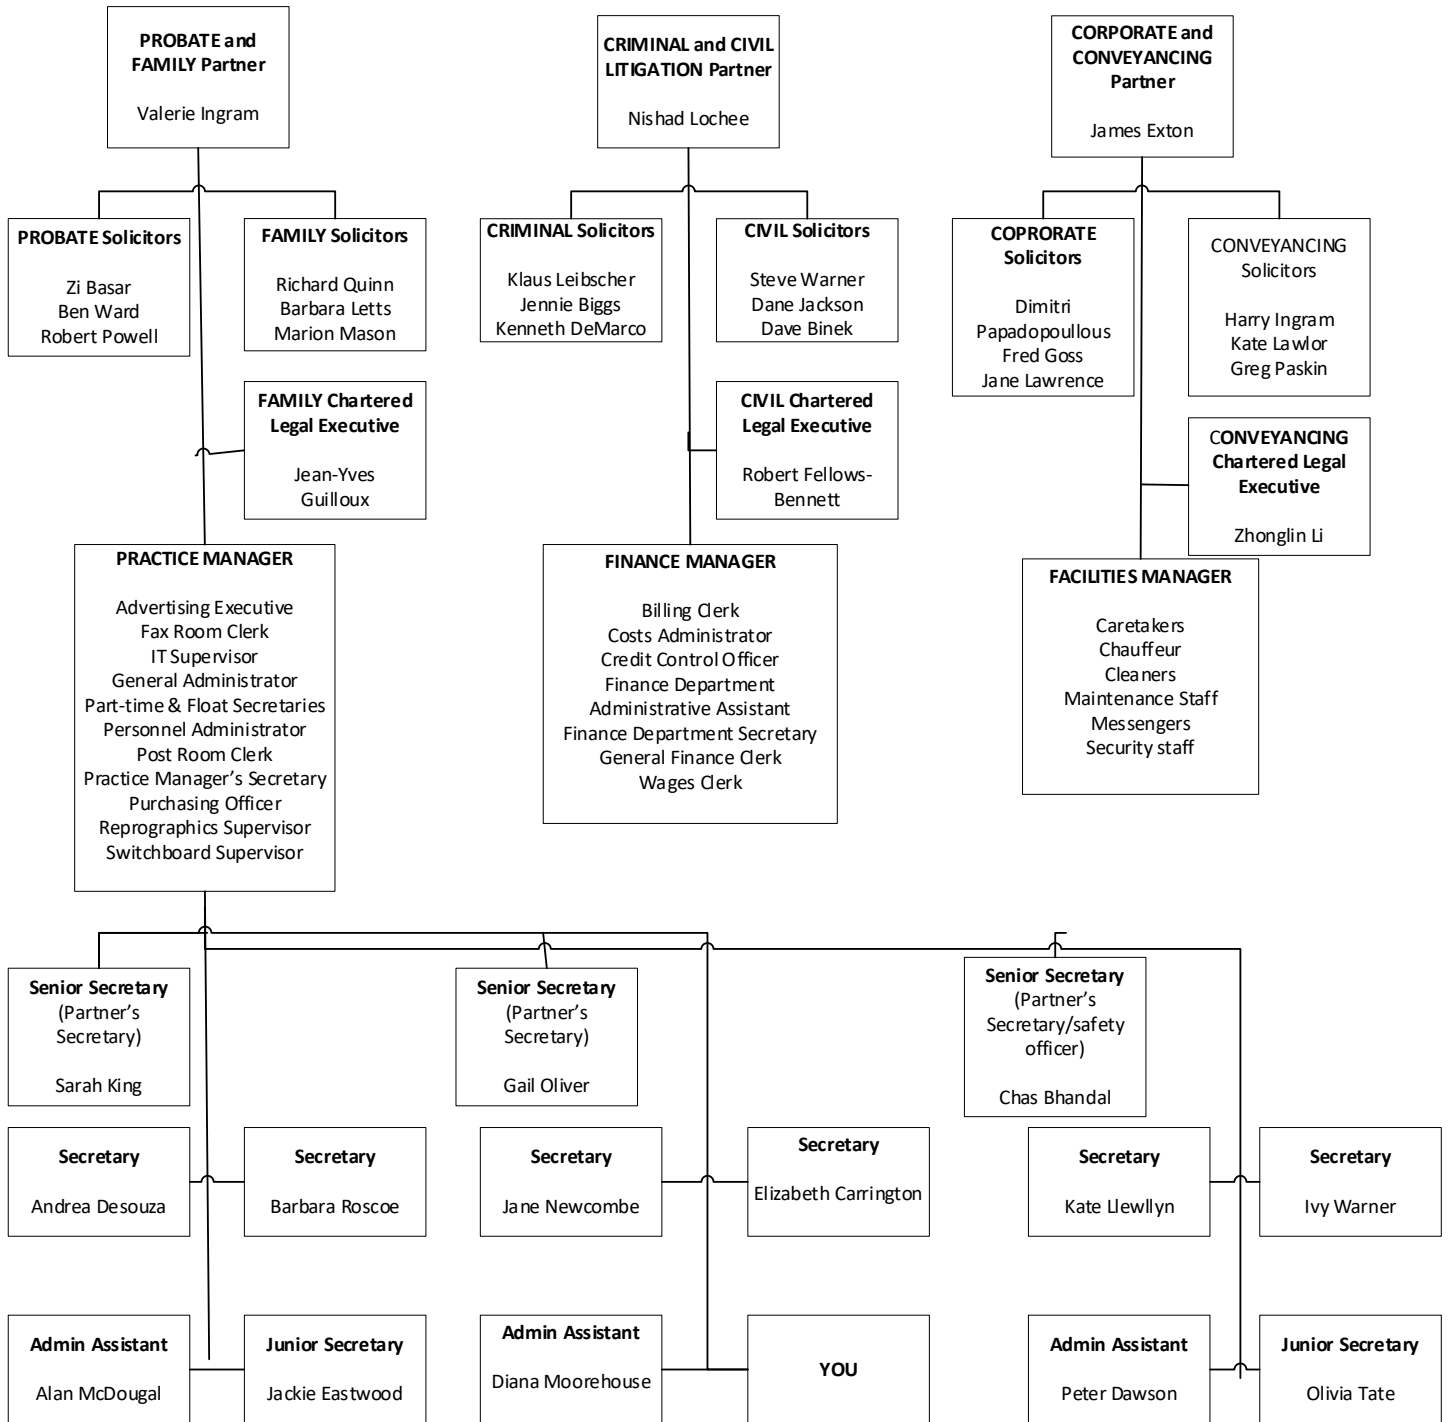 PROBATE and
FAMILY Partner
Valerie Ingram
CRIMINAL and CIVIL
LITIGATION Partner
Nishad Lochee
CORPORATE and
CONVEYANCING
Partner
James Exton
PROBATE Solicitors
Zi Basar
Ben Ward
Robert Powell
FAMILY Solicitors
Richard Quinn
Barbara Letts
Marion Mason
CRIMINAL Solicitors
Klaus Leibscher
Jennie Biggs
Kenneth DeMarco
CIVIL Solicitors
Steve Warner
Dane Jackson
Dave Binek
COPRORATE
Solicitors
Dimitri
Papadopoullous
Fred Goss
Jane Lawrence
CONVEYANCING
Solicitors
Harry Ingram
Kate Lawlor
Greg Paskin
FAMILY Chartered
Legal Executive
Jean-Yves
Guilloux
CIVIL Chartered
Legal Executive
Robert Fellows-
Bennett
CONVEYANCING
Chartered Legal
Executive
Zhonglin Li
PRACTICE MANAGER
Advertising Executive
Fax Room Clerk
IT Supervisor
General Administrator
Part-time & Float Secretaries
Personnel Administrator
Post Room Clerk
Practice Manager’s Secretary
Purchasing Officer
Reprographics Supervisor
Switchboard Supervisor
FINANCE MANAGER
Billing Clerk
Costs Administrator
Credit Control Officer
Finance Department
Administrative Assistant
Finance Department Secretary
General Finance Clerk
Wages Clerk
FACILITIES MANAGER
Caretakers
Chauffeur
Cleaners
Maintenance Staff
Messengers
Security staff
Senior Secretary
(Partner’s
Secretary)
Sarah King
Senior Secretary
(Partner’s
Secretary)
Gail Oliver
Senior Secretary
(Partner’s
Secretary/safety
officer)
Chas Bhandal
Secretary
Andrea Desouza
Secretary
Barbara Roscoe
Secretary
Jane Newcombe
Secretary
Elizabeth Carrington
Secretary
Kate Llewllyn
Secretary
Ivy Warner
Admin Assistant
Alan McDougal
Junior Secretary
Jackie Eastwood
Admin Assistant
Diana Moorehouse
YOU
Admin Assistant
Peter Dawson
Junior Secretary
Olivia Tate